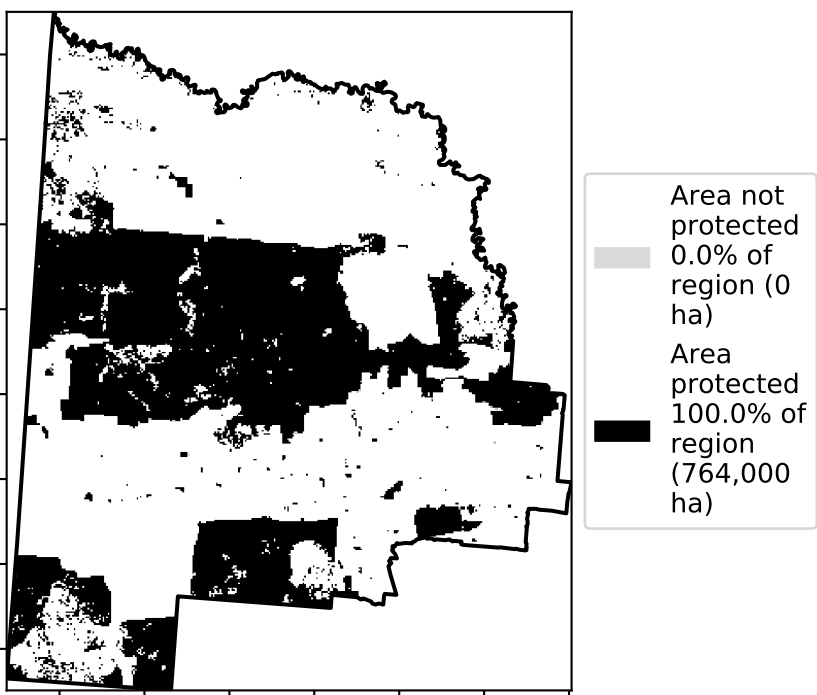 Area not
protected
0.0% of
region (0
ha)
Area
protected
100.0% of
region
(764,000
ha)